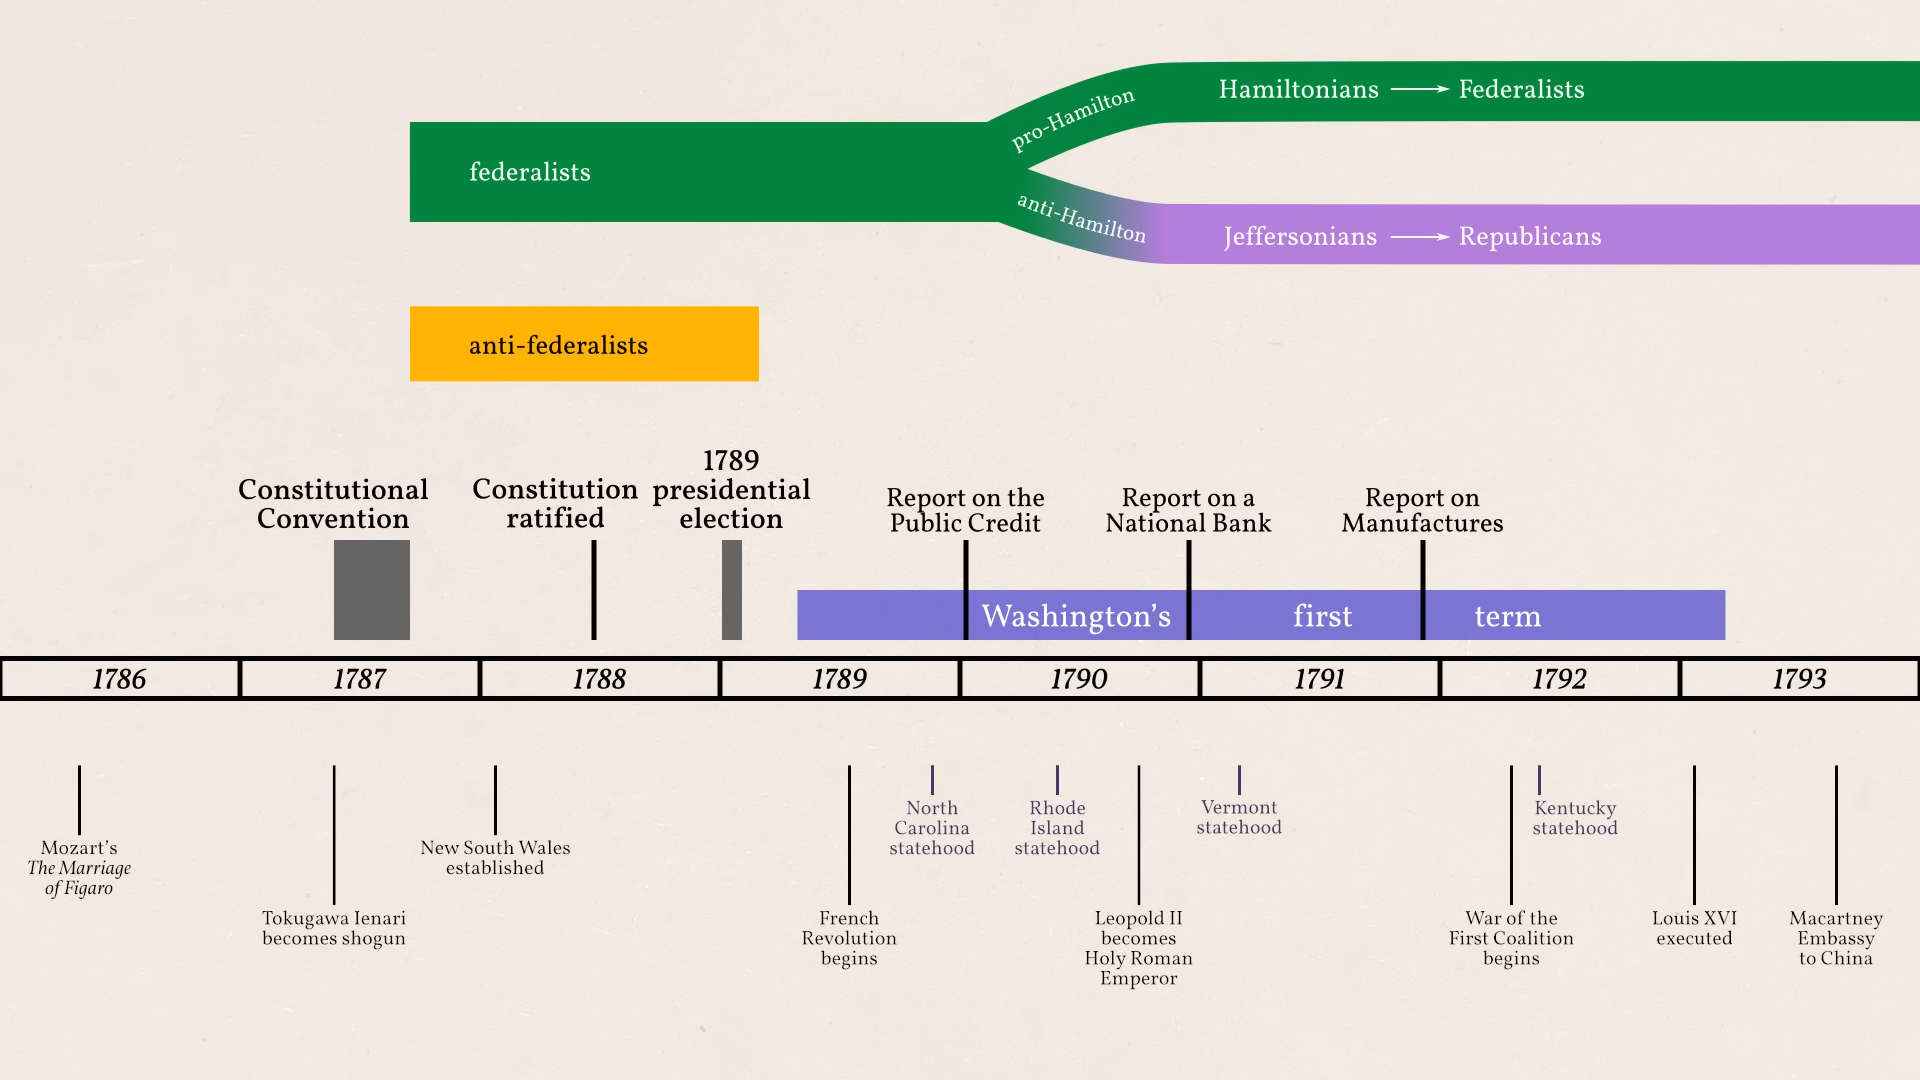 pro-Hamilton
Hamiltonians
Federalists
federalists
anti-Hamilton
Jeffersonians
Republicans
anti-federalists
Constitutional
Convention
Constitution
ratified
1789
presidential
election
Report on the
Public Credit
Report on a
National Bank
Report on
Manufactures
Washington’s first term
1786
1787
1788
1789
1790
1791
1792
1793
Mozart’s
The Marriage
of Figaro
Tokugawa Ienari
becomes shogun
New South Wales
established
French
Revolution
begins
North
Carolina
statehood
Rhode
Island
statehood
Leopold II
becomes
Holy Roman
Emperor
Vermont
statehood
War of the
First Coalition
begins
Kentucky
statehood
Louis XVI
executed
Macartney
Embassy
to China